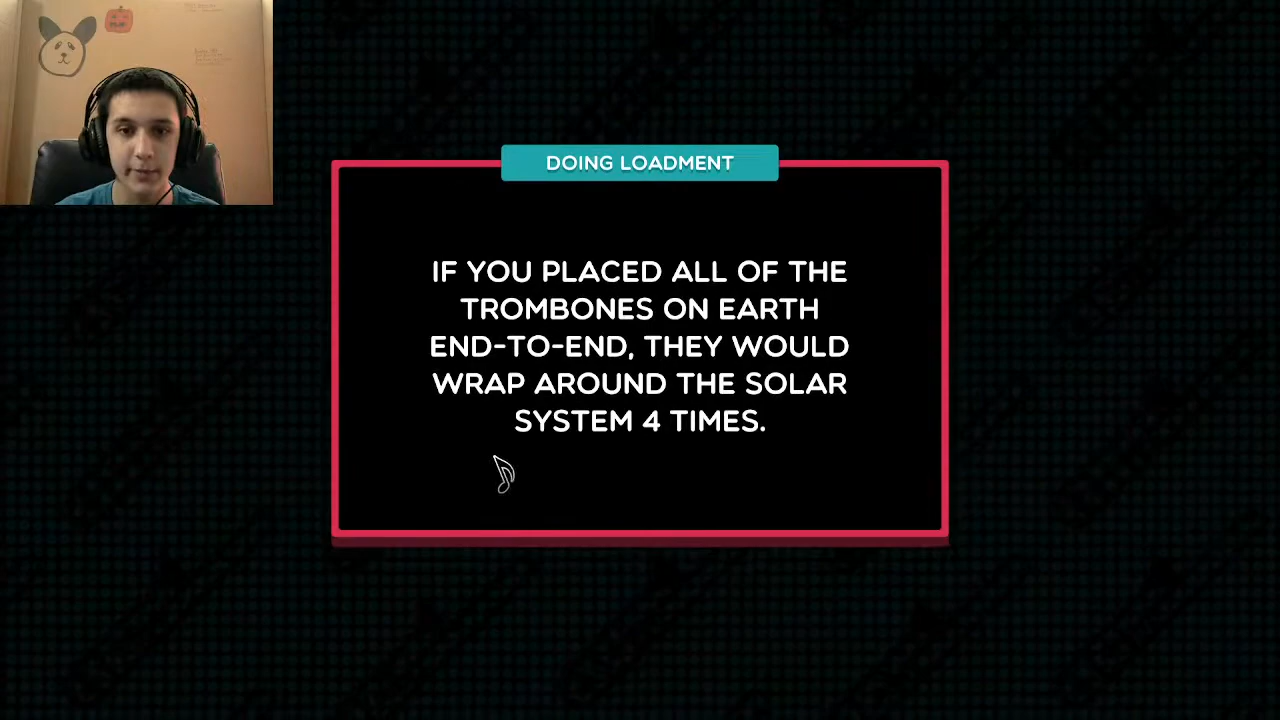 DOING LOADMENT
IF YOU PLACED ALL OF THE
TROMBONES ON EARTH
END-TO-END, THEY WOULD
WRAP AROUND THE SOLAR
SYSTEM 4 TIMES.